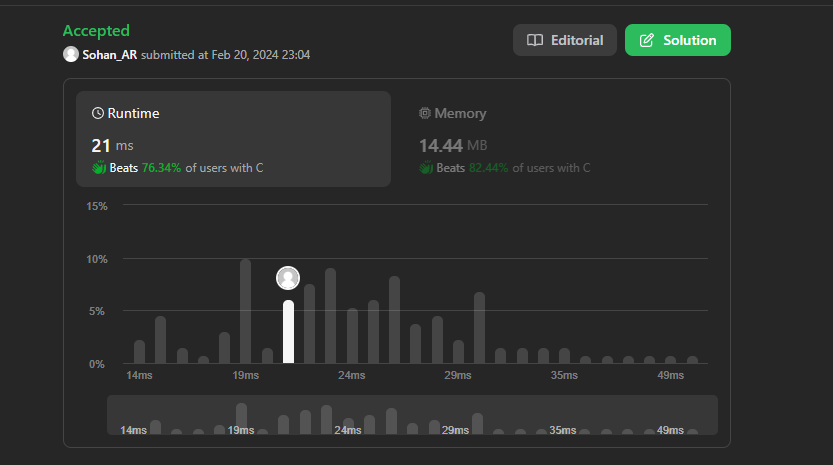 Accepted
Sohan_AR submitted at Feb 20, 2024 23:04
Editorial
Solution
Runtime
21 ms
Beats 76.34% of users with C
Memory
14.44 MB
Beats 82.44% of users with C
15%
10%
5%
0%
14ms 19ms 24ms 29ms 35ms 49ms
14ms 19ms 24ms 29ms 35ms 49ms